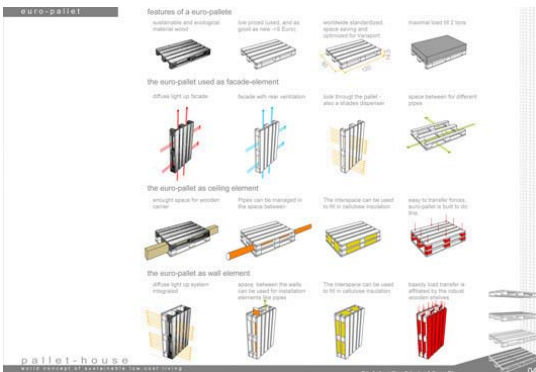 euro-pallet
features of a euro-pallets
sustainable and ecological
material wood
low priced (used, and as
good as new ~5 Euro)
worldwide standardized
space saving and
optimised for transport
maximal load till 2 tons
120
the euro-pallet used as facade-element
diffuse light up facade
facade with rear ventilation
look through the pallet -
also a shades dispenser
space between for different
pipes
the euro-pallet as ceiling element
enought space for wooden
carrier
Pipes can be managed in
the space between
The interspace can be used
to fill in cellulose insulation
easy to transfer forces,
euro-pallet is built to do
this
the euro-pallet as wall element
diffuse light up system
integrated
space, between the walls
can be used for installation
elements like pipes
The interspace can be used
to fill in cellulose insulation
basicly load transfer is
affiliated by the robust
wooden shelves
pallet-house
world concept of sustainable low cost living